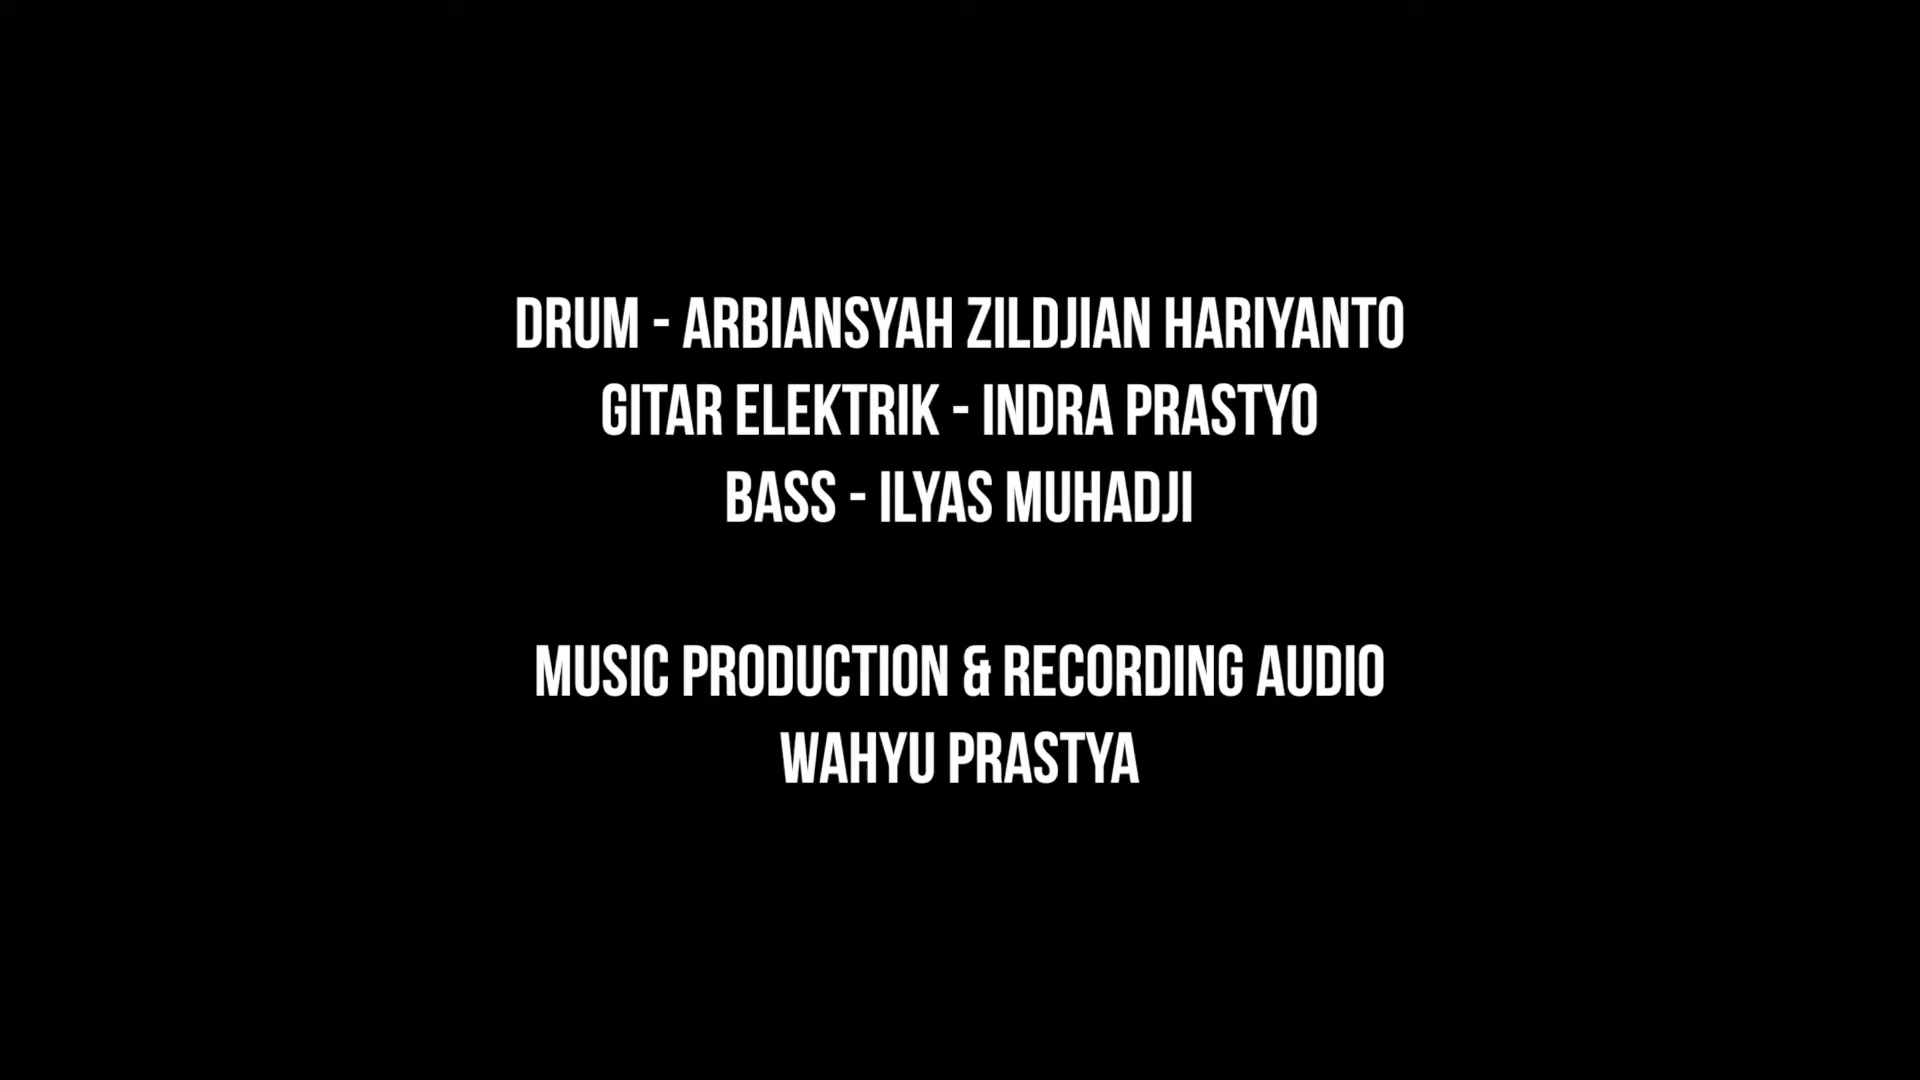 DRUM - ARBIANSYAH ZILDJIAN HARIYANTO
GITAR ELEKTRIK - INDRA PRASTYO
BASS - ILYAS MUHADJI
MUSIC PRODUCTION & RECORDING AUDIO
WAHYU PRASTYA